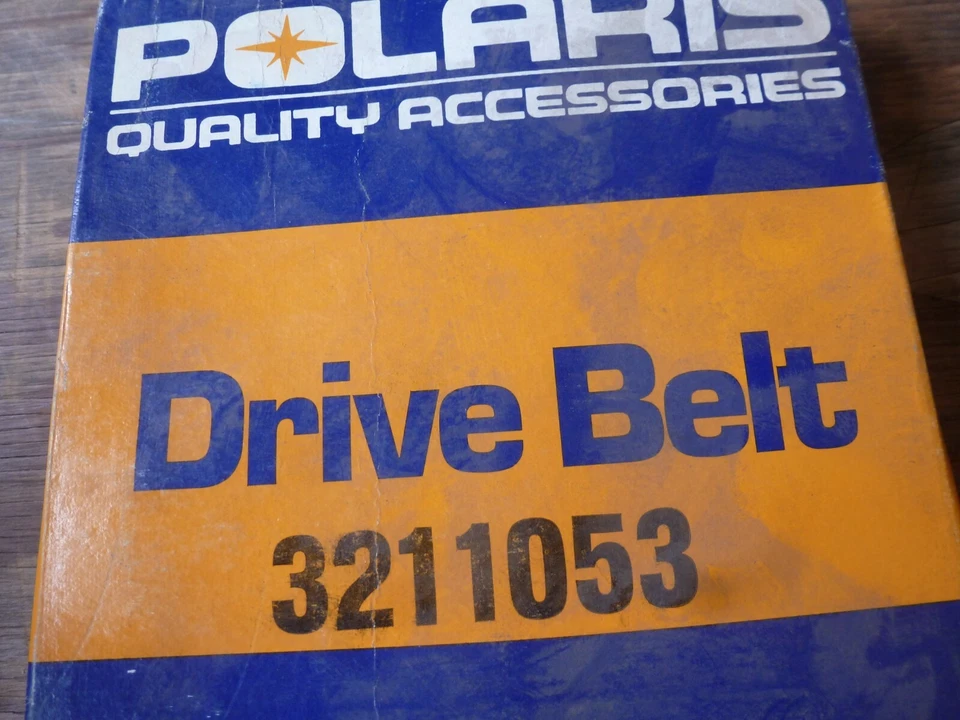 POLARIS
QUALITY ACCESSORIES
Drive Belt
3211053